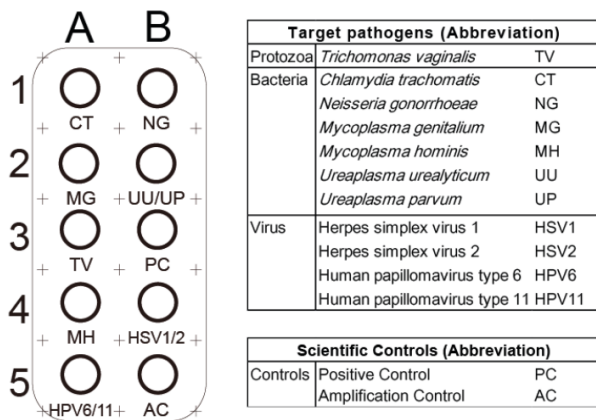 A B
1
CT NG
2
MG UU/UP
3
TV PC
4
MH HSV1/2
5
HPV6/11 AC
Target pathogens (Abbreviation)
Protozoa Trichomonas vaginalis TV
Bacteria Chlamydia trachomatis CT
Neisseria gonorrhoeae NG
Mycoplasma genitalium MG
Mycoplasma hominis MH
Ureaplasma urealyticum UU
Ureaplasma parvum UP
Virus Herpes simplex virus 1 HSV1
Herpes simplex virus 2 HSV2
Human papillomavirus type 6 HPV6
Human papillomavirus type 11 HPV11
Scientific Controls (Abbreviation)
Controls Positive Control PC
Amplification Control AC